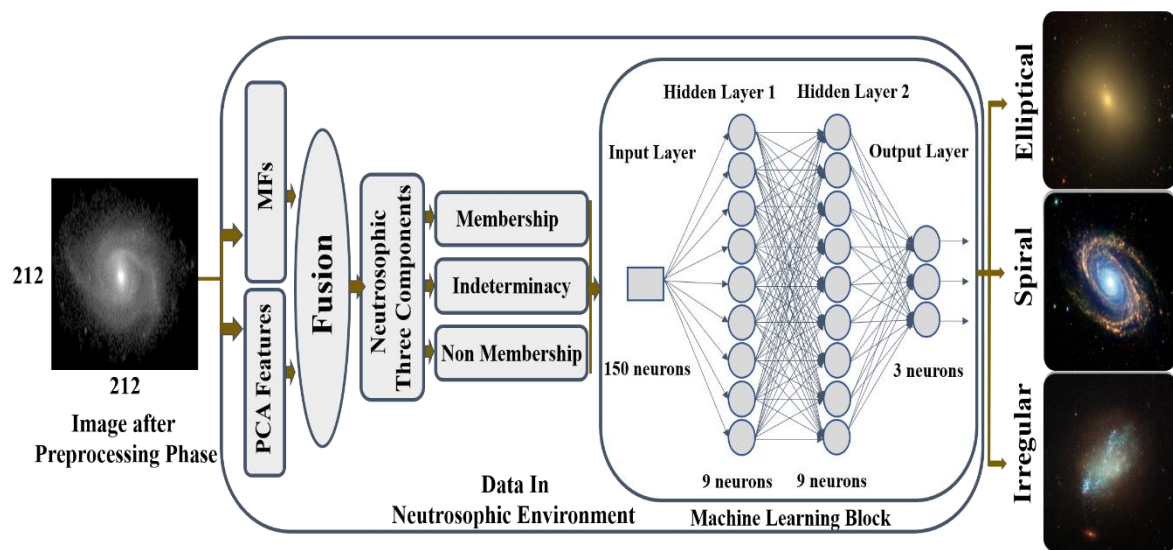 212
212
Image after
Preprocessing Phase
MFs
PCA Features
Fusion
Neutrosophic
Three Components
Membership
Indeterminacy
Non Membership
Data In
Neutrosophic Environment
Hidden Layer 1
Hidden Layer 2
Input Layer
Output Layer
150 neurons
3 neurons
9 neurons
9 neurons
Machine Learning Block
Elliptical
Spiral
Irregular